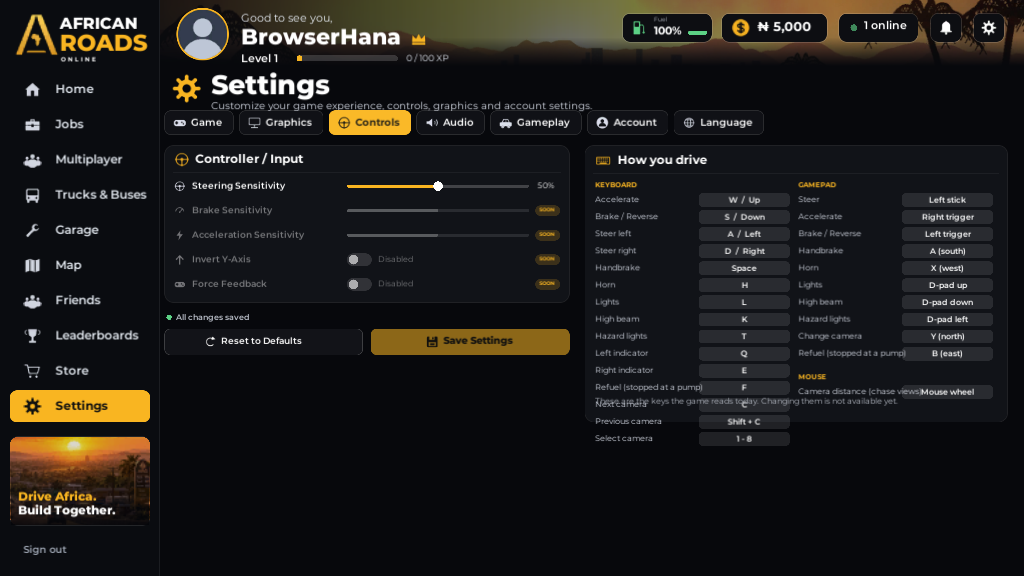 AFRICAN
ROADS
ONLINE
Home
Jobs
Multiplayer
Trucks & Buses
Garage
Map
Friends
Leaderboards
Store
Settings
Drive Africa.
Build Together.
Sign out
Good to see you,
BrowserHana
Level 1
0 / 100 XP
Fuel
100%
₦ 5,000
1 online
Settings
Customize your game experience, controls, graphics and account settings.
Game
Graphics
Controls
Audio
Gameplay
Account
Language
Controller / Input
Steering Sensitivity
50%
Brake Sensitivity
SOON
Acceleration Sensitivity
SOON
Invert Y-Axis
Disabled
SOON
Force Feedback
Disabled
SOON
All changes saved
Reset to Defaults
Save Settings
How you drive
KEYBOARD
Accelerate W / Up
Brake / Reverse S / Down
Steer left A / Left
Steer right D / Right
Handbrake Space
Horn H
Lights L
High beam K
Hazard lights T
Left indicator Q
Right indicator E
Refuel (stopped at a pump) F
Next camera C
Previous camera Shift + C
Select camera 1 - 8
GAMEPAD
Steer Left stick
Accelerate Right trigger
Brake / Reverse Left trigger
Handbrake A (south)
Horn X (west)
Lights D-pad up
High beam D-pad down
Hazard lights D-pad left
Change camera Y (north)
Refuel (stopped at a pump) B (east)
MOUSE
Camera distance (chase views) Mouse wheel
These are the keys the game reads today. Changing them is not available yet.